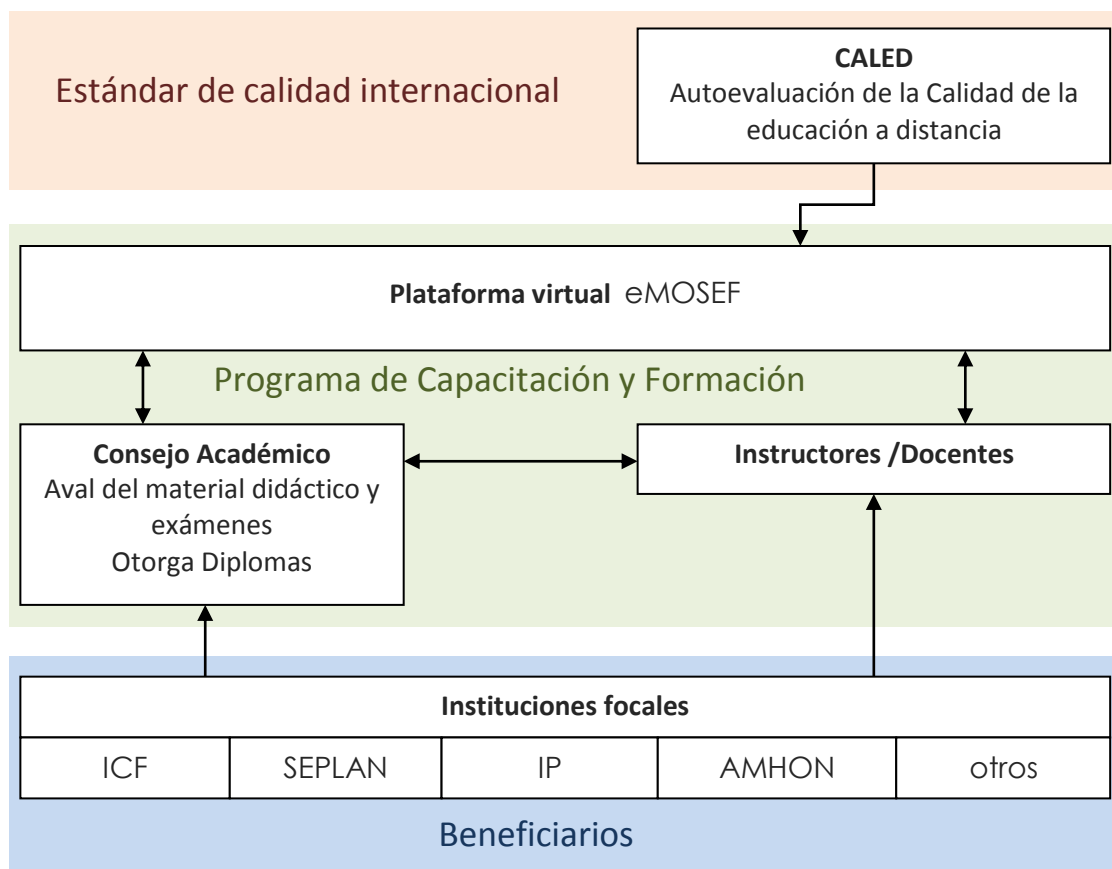 Estándar de calidad internacional
CALED
Autoevaluación de la Calidad de la
educación a distancia
Plataforma virtual eMOSEF
Programa de Capacitación y Formación
Consejo Académico
Aval del material didáctico y
exámenes
Otorga Diplomas
Instructores /Docentes
Instituciones focales
ICF
SEPLAN
IP
AMHON
otros
Beneficiarios